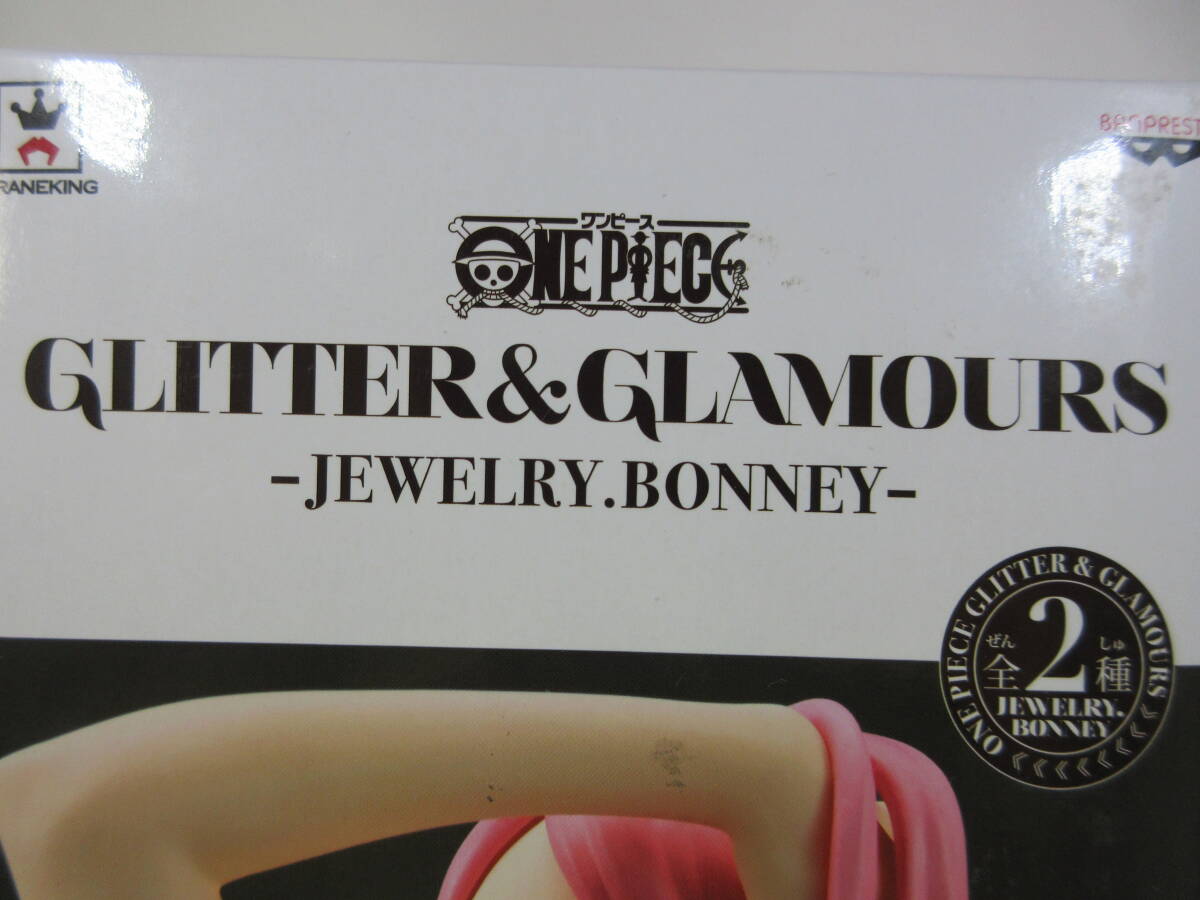 RANEKING
BANPREST
ワンピース
ONE PIECE
GLITTER&GLAMOURS
-JEWELRY.BONNEY-
ONE PIECE GLITTER & GLAMOURS
ぜん しゅ
全2種
JEWELRY.
BONNEY